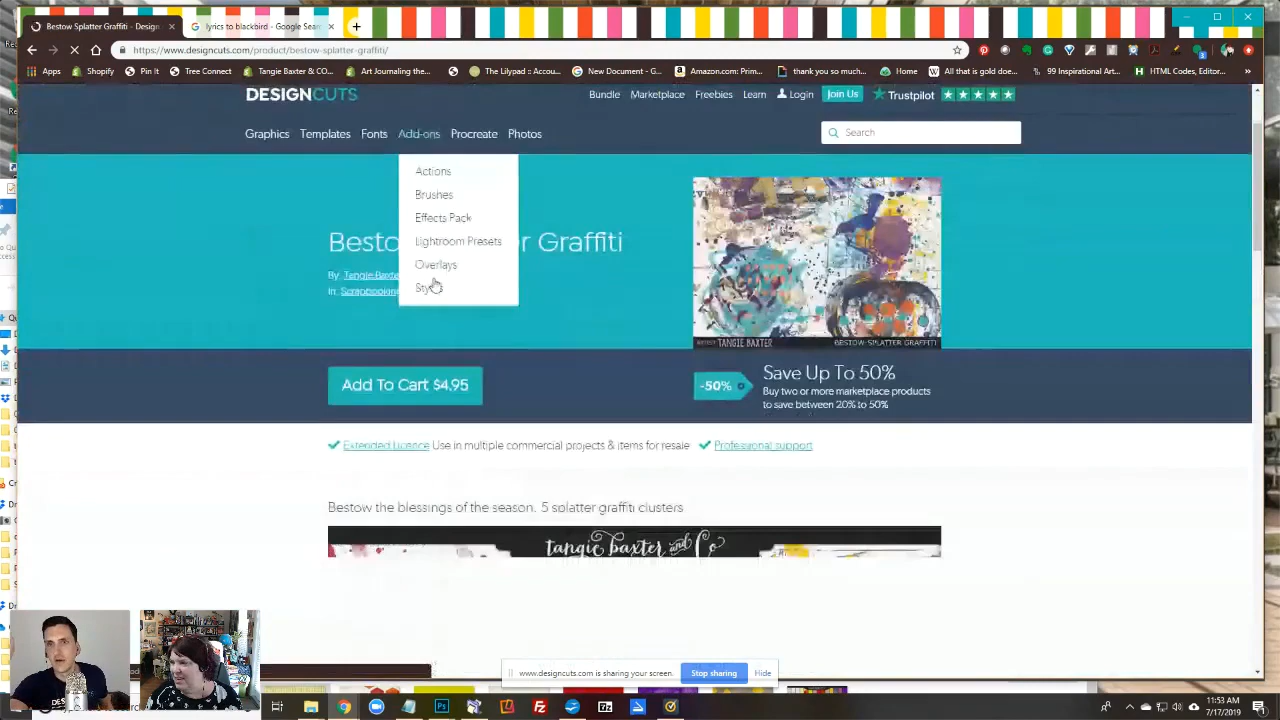 Bestow Splatter Graffiti - Design
lyrics to blackbird - Google Sear
https://www.designcuts.com/product/bestow-splatter-graffiti/
Apps
Shopify
Pin It
Tree Connect
Tangie Baxter & CO...
Art Journaling the...
The Lilypad :: Accou...
New Document - G...
Amazon.com: Prim...
thank you so much...
Home
All that is gold doe...
99 Inspirational Art...
HTML Codes, Editor...
DESIGNCUTS
Bundle Marketplace Freebies Learn Login Join Us Trustpilot
Graphics Templates Fonts Add-ons Procreate Photos
Search
Actions
Brushes
Effects Pack
Lightroom Presets
Overlays
Graffiti
By: Tangie Baxte
In: Scrapbooking
TANGIE BAXTER BESTOW-SPLATTER GRAFFITI
Add To Cart $4.95
-50%
Save Up To 50%
Buy two or more marketplace products
to save between 20% to 50%
Extended Licence Use in multiple commercial projects & items for resale Professional support
Bestow the blessings of the season. 5 splatter graffiti clusters
tangie baxter and Co
www.designcuts.com is sharing your screen. Stop sharing Hide
11:53 AM
7/17/2019